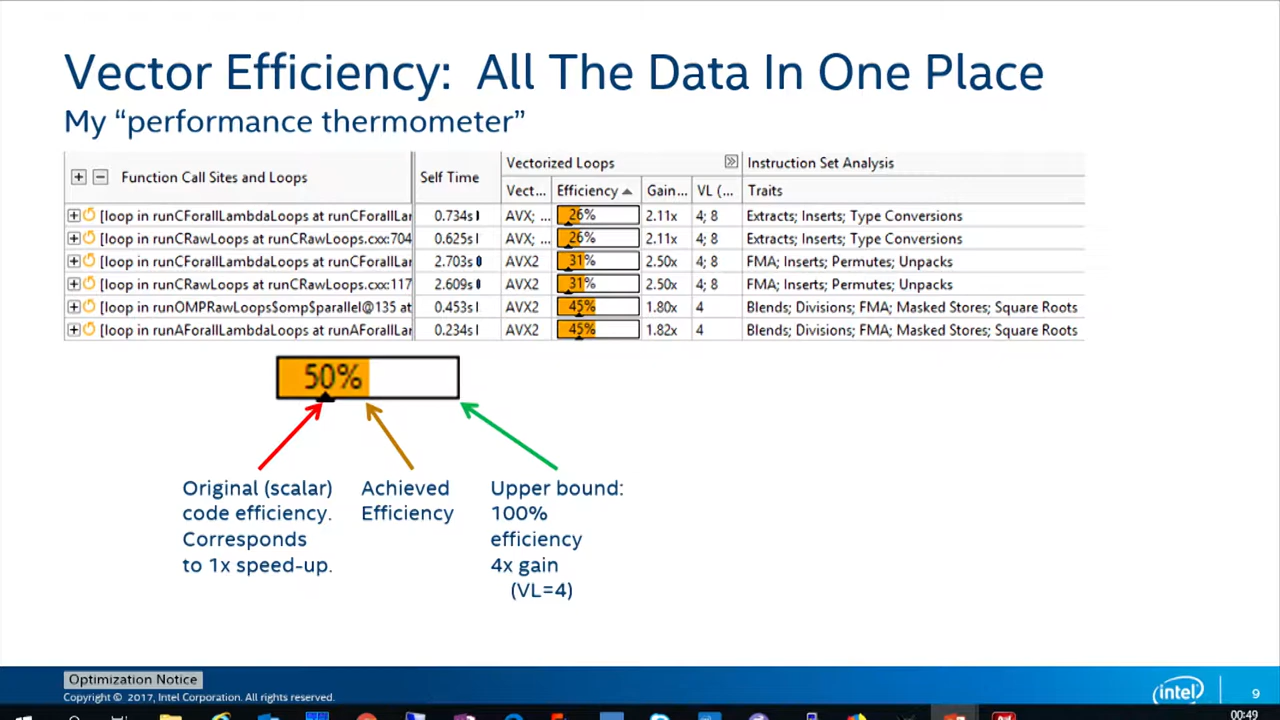 Vector Efficiency: All The Data In One Place
My “performance thermometer”
Function Call Sites and Loops Self Time Vectorized Loops Instruction Set Analysis
Vect... Efficiency Gain... VL (... Traits
[loop in runCForallLambdaLoops at runCForallLar 0.734s AVX; ... 26% 2.11x 4; 8 Extracts; Inserts; Type Conversions
[loop in runCRawLoops at runCRawLoops.cxx:704 0.625s AVX; ... 26% 2.11x 4; 8 Extracts; Inserts; Type Conversions
[loop in runCForallLambdaLoops at runCForallLar 2.703s AVX2 31% 2.50x 4; 8 FMA; Inserts; Permutes; Unpacks
[loop in runCRawLoops at runCRawLoops.cxx:117 2.609s AVX2 31% 2.50x 4; 8 FMA; Inserts; Permutes; Unpacks
[loop in runOMPRawLoops$omp$parallel@135 at 0.453s AVX2 45% 1.80x 4 Blends; Divisions; FMA; Masked Stores; Square Roots
[loop in runAForallLambdaLoops at runAForallLar 0.234s AVX2 45% 1.82x 4 Blends; Divisions; FMA; Masked Stores; Square Roots
50%
Original (scalar)
code efficiency.
Corresponds
to 1x speed-up.
Achieved
Efficiency
Upper bound:
100%
efficiency
4x gain
(VL=4)
Optimization Notice
Copyright © 2017, Intel Corporation. All rights reserved.
intel
9
00:49